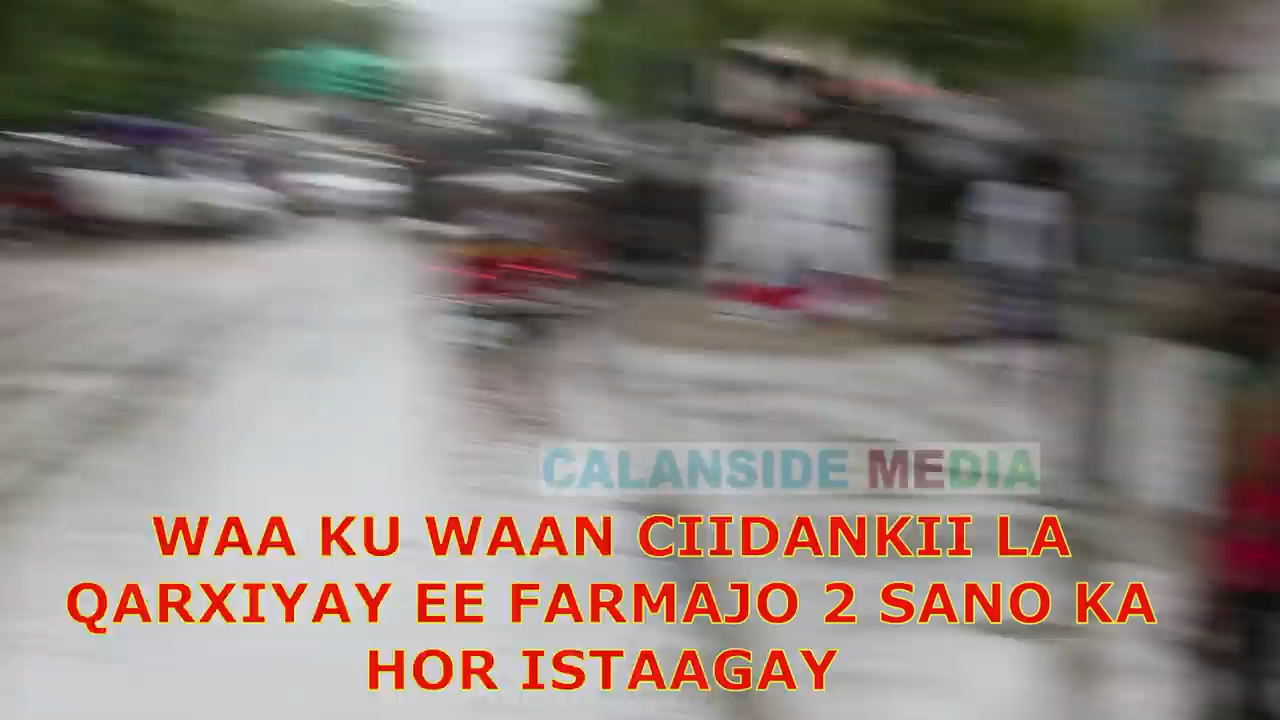 CALANSIDE MEDIA
WAA KU WAAN CIIDANKII LA
QARXIYAY EE FARMAJO 2 SANO KA
HOR ISTAAGAY